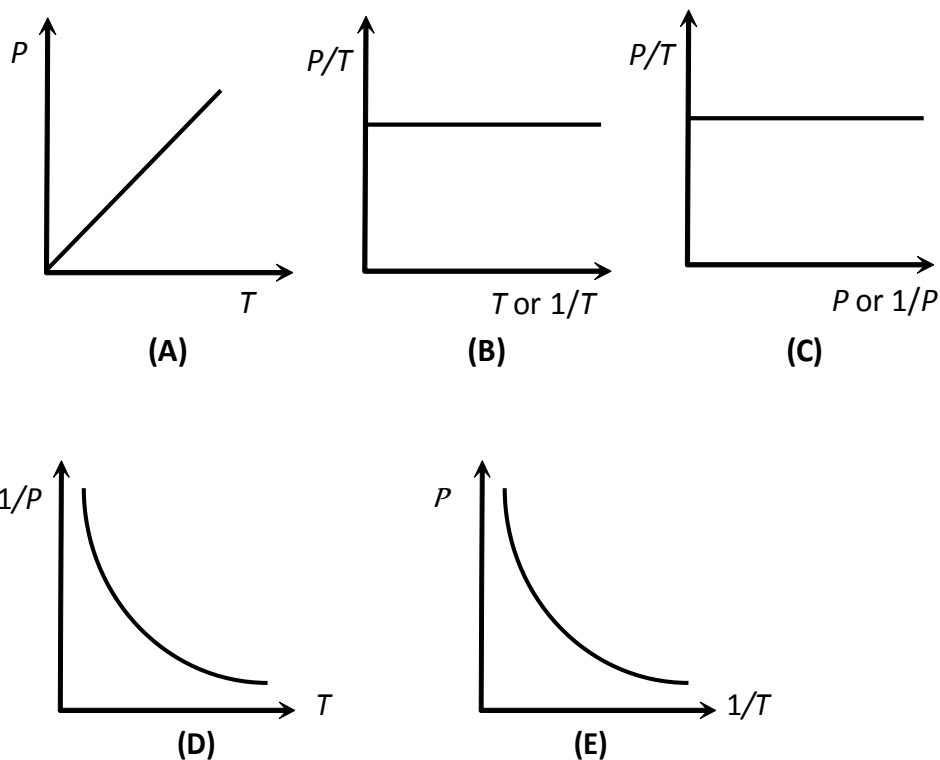 P
T
(A)
P/T
T or 1/T
(B)
P/T
P or 1/P
(C)
1/P
T
(D)
P
1/T
(E)